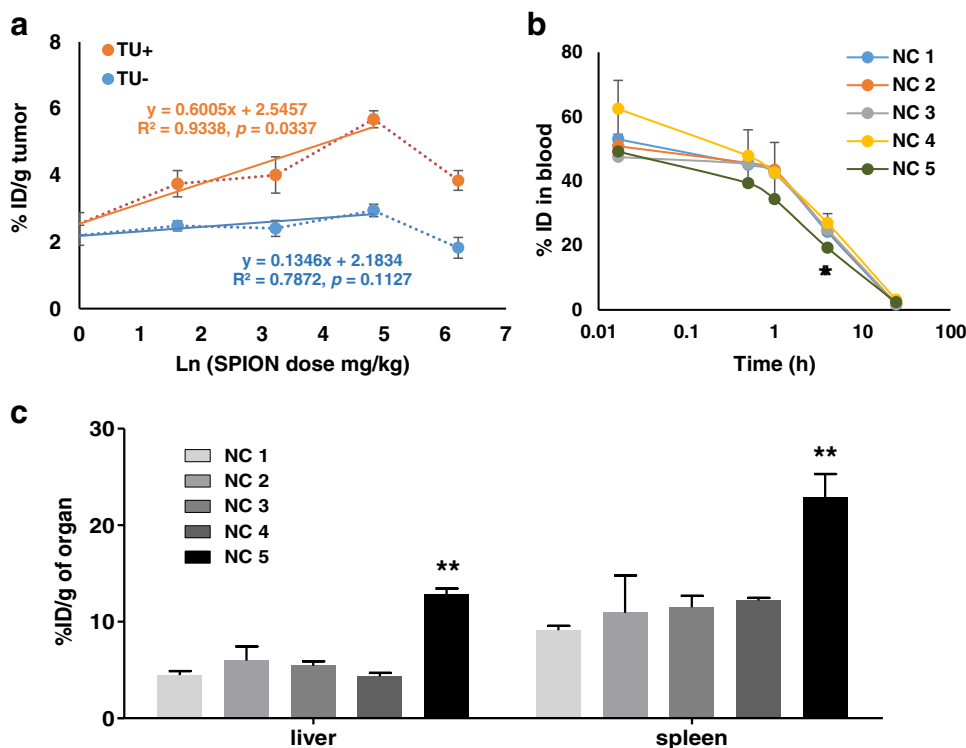 a
TU+
TU-
y = 0.6005x + 2.5457
R² = 0.9338, p = 0.0337
y = 0.1346x + 2.1834
R² = 0.7872, p = 0.1127
% ID/g tumor
8
6
4
2
0
0 1 2 3 4 5 6 7
Ln (SPION dose mg/kg)
b
NC 1
NC 2
NC 3
NC 4
NC 5
*
% ID in blood
80
60
40
20
0
0.01 0.1 1 10 100
Time (h)
c
NC 1
NC 2
NC 3
NC 4
NC 5
**
**
%ID/g of organ
30
20
10
0
liver spleen